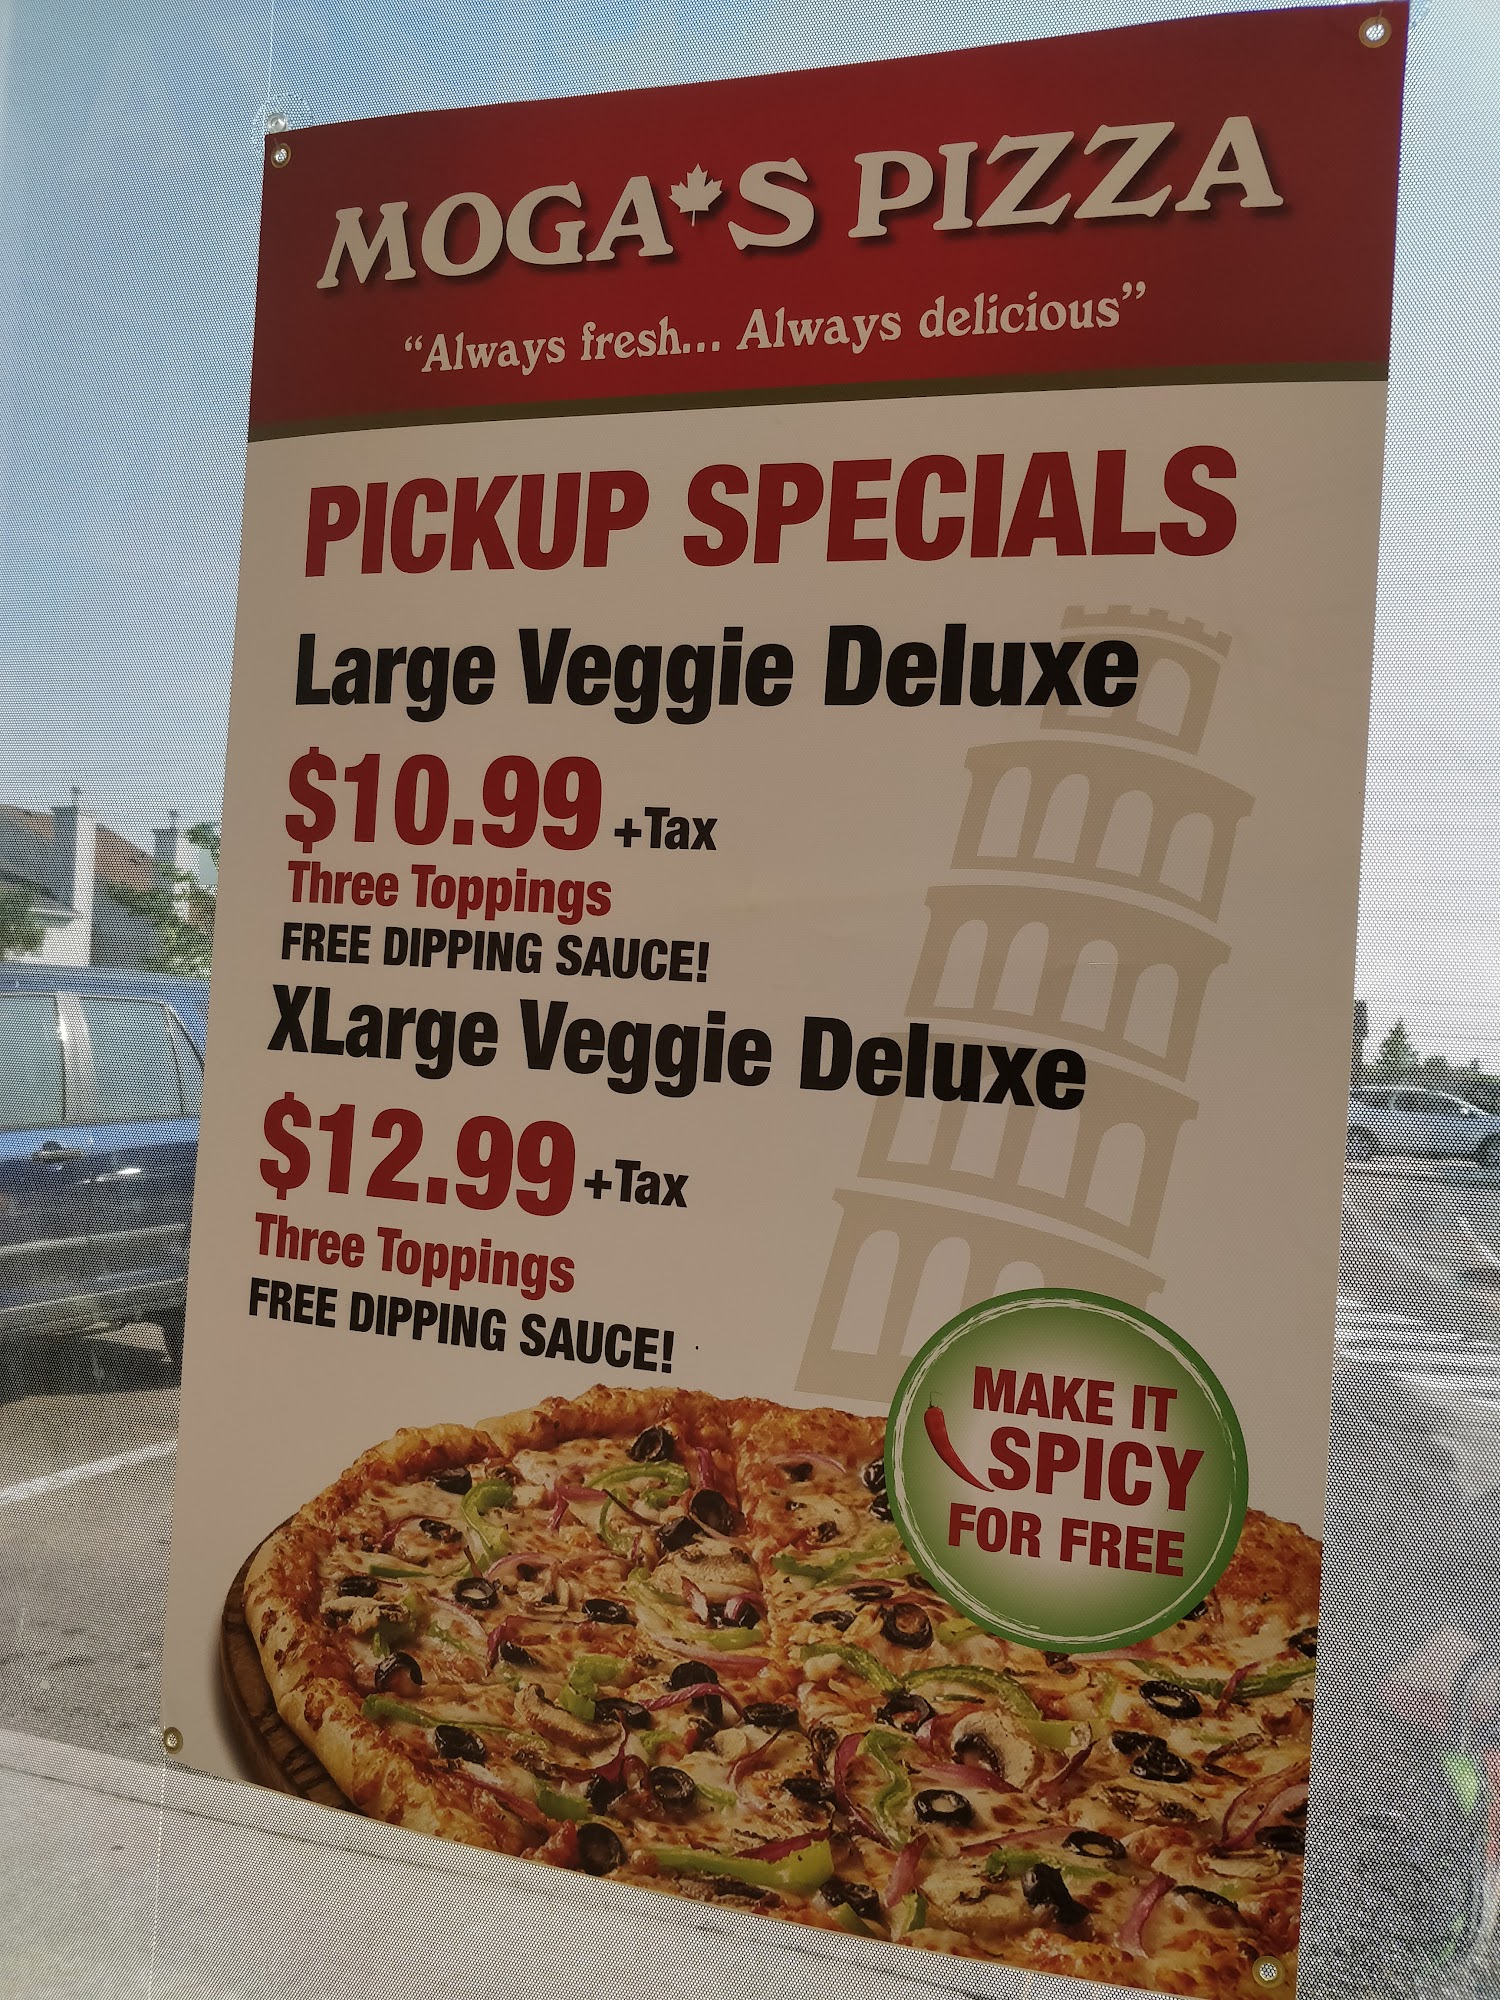 MOGA'S PIZZA
“Always fresh... Always delicious”
PICKUP SPECIALS
Large Veggie Deluxe
$10.99 +Tax
Three Toppings
FREE DIPPING SAUCE!
XLarge Veggie Deluxe
$12.99 +Tax
Three Toppings
FREE DIPPING SAUCE!
MAKE IT
SPICY
FOR FREE